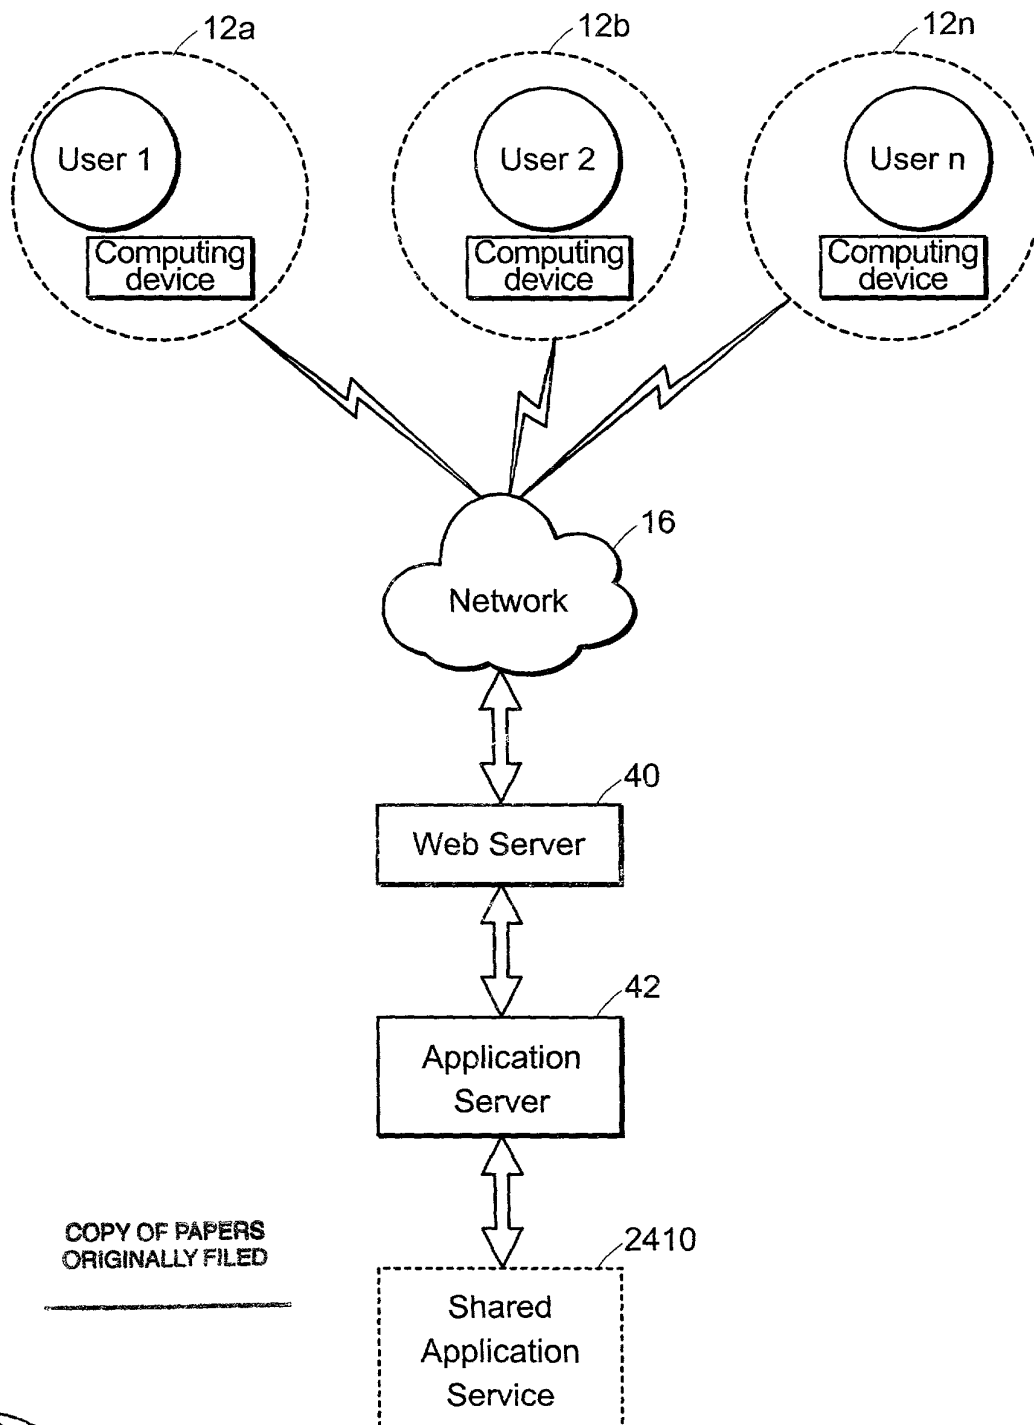 12a
12b
12n
User 1
User 2
User n
Computing
device
Computing
device
Computing
device
16
Network
40
Web Server
42
Application
Server
COPY OF PAPERS
ORIGINALLY FILED
2410
Shared
Application
Service